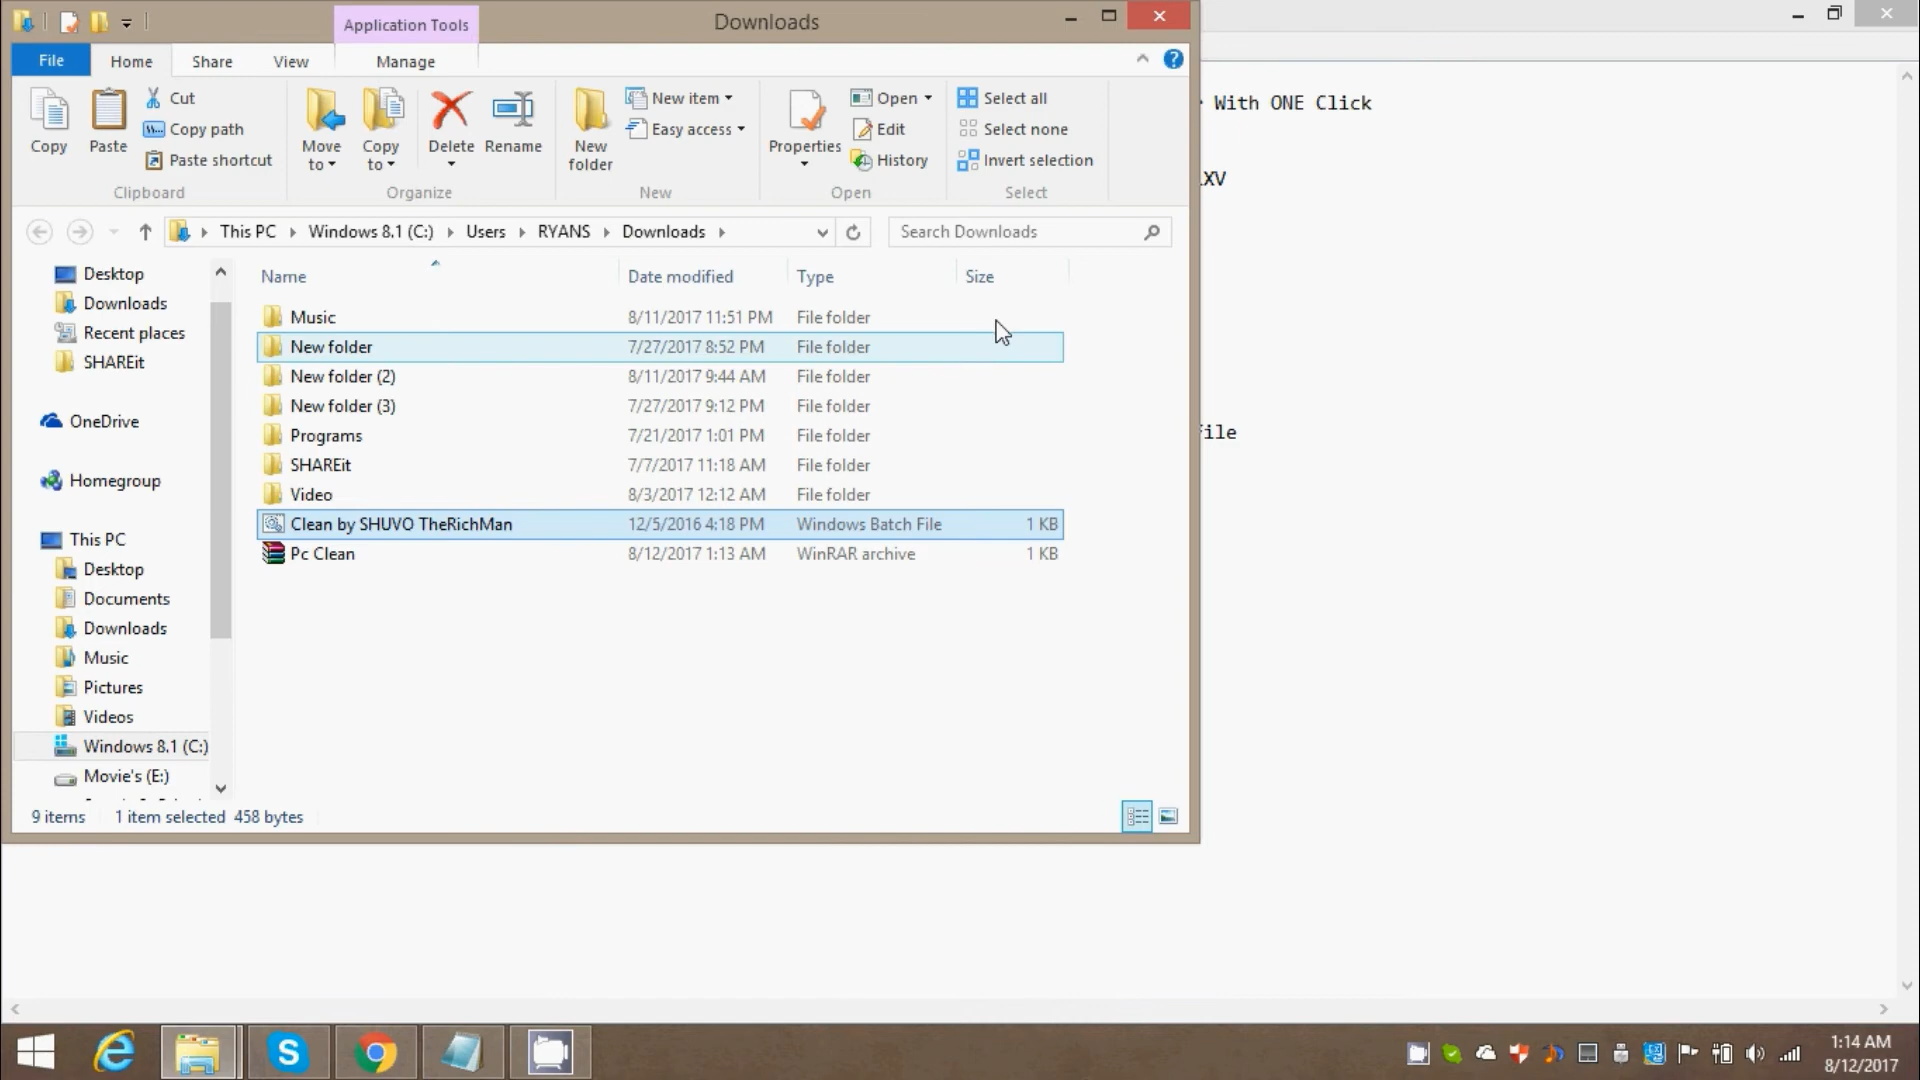 Application Tools
Downloads
File
Home
Share
View
Manage
Copy
Paste
Cut
Copy path
Paste shortcut
Clipboard
Move to
Copy to
Delete
Rename
Organize
New folder
New item
Easy access
New
Properties
Open
Edit
History
Open
Select all
Select none
Invert selection
Select
With ONE Click
XV
This PC
Windows 8.1 (C:)
Users
RYANS
Downloads
Search Downloads
Desktop
Downloads
Recent places
SHAREit
OneDrive
Homegroup
This PC
Desktop
Documents
Downloads
Music
Pictures
Videos
Windows 8.1 (C:)
Movie's (E:)
Name Date modified Type Size
Music 8/11/2017 11:51 PM File folder
New folder 7/27/2017 8:52 PM File folder
New folder (2) 8/11/2017 9:44 AM File folder
New folder (3) 7/27/2017 9:12 PM File folder
Programs 7/21/2017 1:01 PM File folder
SHAREit 7/7/2017 11:18 AM File folder
Video 8/3/2017 12:12 AM File folder
Clean by SHUVO TheRichMan 12/5/2016 4:18 PM Windows Batch File 1 KB
Pc Clean 8/12/2017 1:13 AM WinRAR archive 1 KB
ile
9 items 1 item selected 458 bytes
1:14 AM
8/12/2017